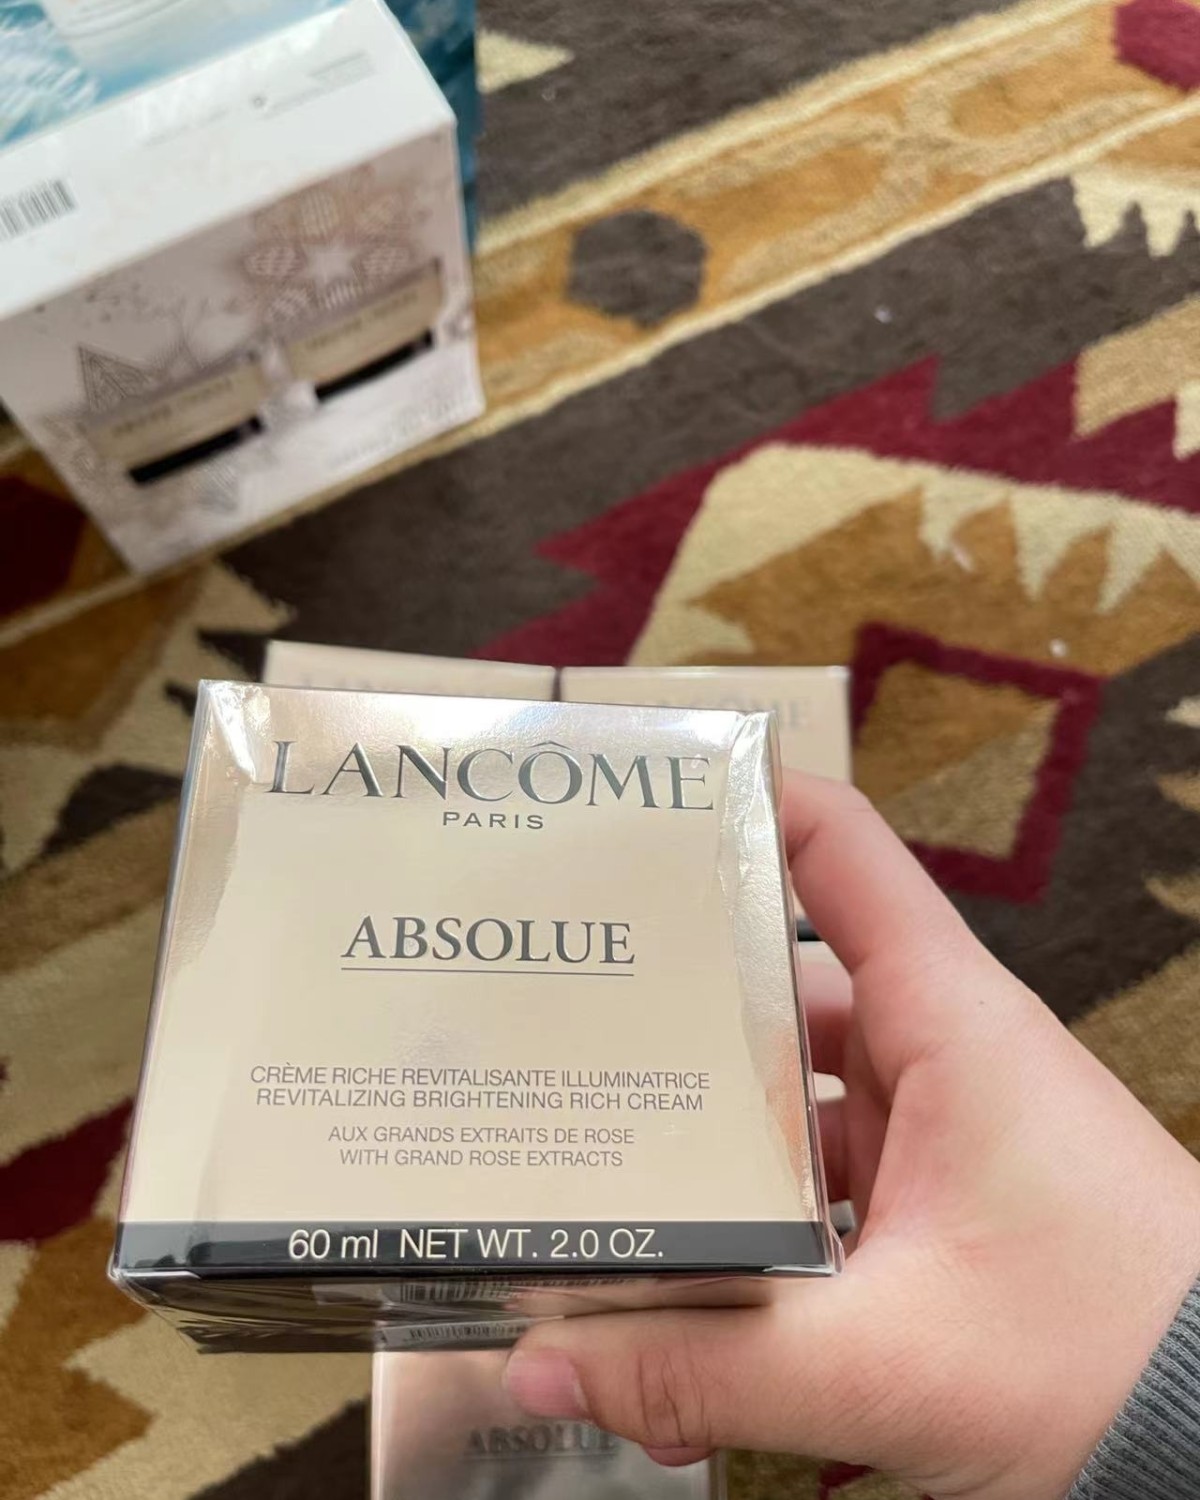 LANCÔME
PARIS
ABSOLUE
CRÈME RICHE REVITALISANTE ILLUMINATRICE
REVITALIZING BRIGHTENING RICH CREAM
AUX GRANDS EXTRAITS DE ROSE
WITH GRAND ROSE EXTRACTS
60 ml NET WT. 2.0 OZ.
ABSOLUE